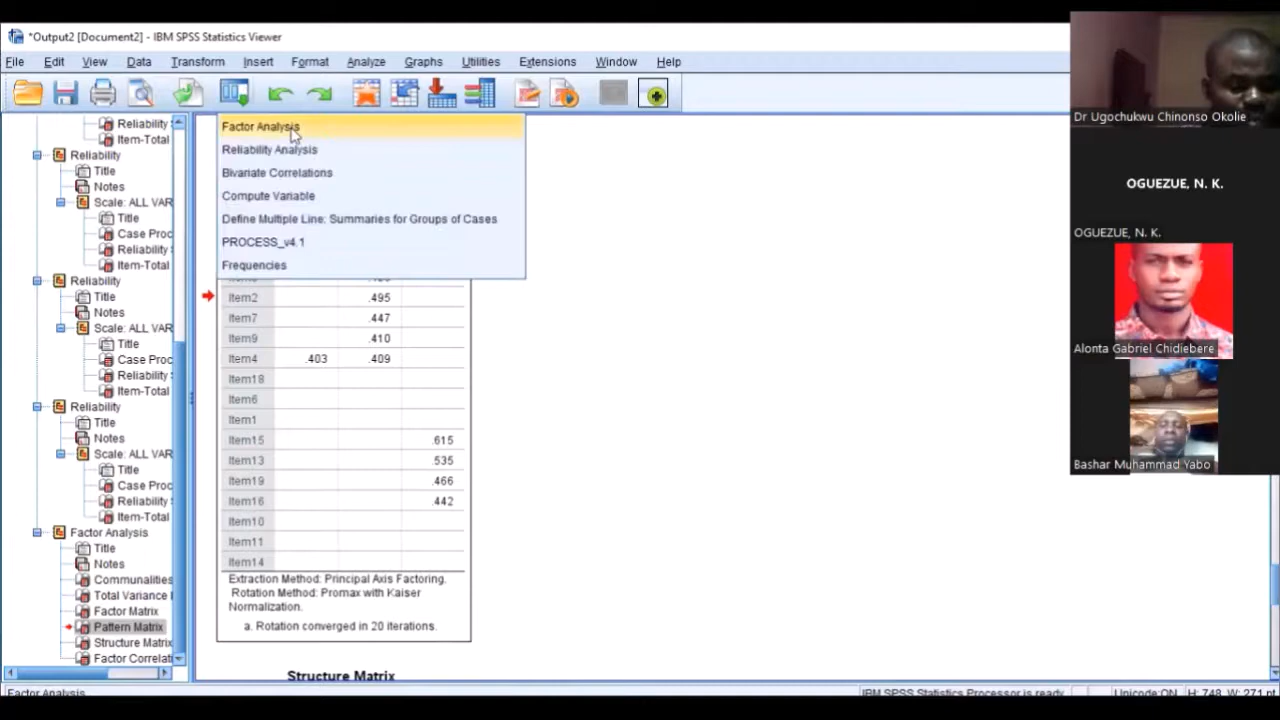 *Output2 [Document2] - IBM SPSS Statistics Viewer
File Edit View Data Transform Insert Format Analyze Graphs Utilities Extensions Window Help
Reliability
Item-Total
Reliability
Title
Notes
Scale: ALL VAR
Title
Case Proc
Reliability
Item-Total
Reliability
Title
Notes
Scale: ALL VAR
Title
Case Proc
Reliability
Item-Total
Reliability
Title
Notes
Scale: ALL VAR
Title
Case Proc
Reliability
Item-Total
Factor Analysis
Title
Notes
Communalities
Total Variance
Factor Matrix
Pattern Matrix
Structure Matrix
Factor Correlati
Factor Analysis
Reliability Analysis
Bivariate Correlations
Compute Variable
Define Multiple Line: Summaries for Groups of Cases
PROCESS_v4.1
Frequencies
Item2 .495
Item7 .447
Item9 .410
Item4 .403 .409
Item18
Item6
Item1
Item15 .615
Item13 .535
Item19 .466
Item16 .442
Item10
Item11
Item14
Extraction Method: Principal Axis Factoring.
Rotation Method: Promax with Kaiser
Normalization.
a. Rotation converged in 20 iterations.
Structure Matrix
Dr Ugochukwu Chinonso Okolie
OGUEZUE, N. K.
OGUEZUE, N. K.
Alonta Gabriel Chidiebere
Bashar Muhammad Yabo
Factor Analysis
IBM SPSS Statistics Processor is ready
Unicode:ON
H: 748, W: 271 pt